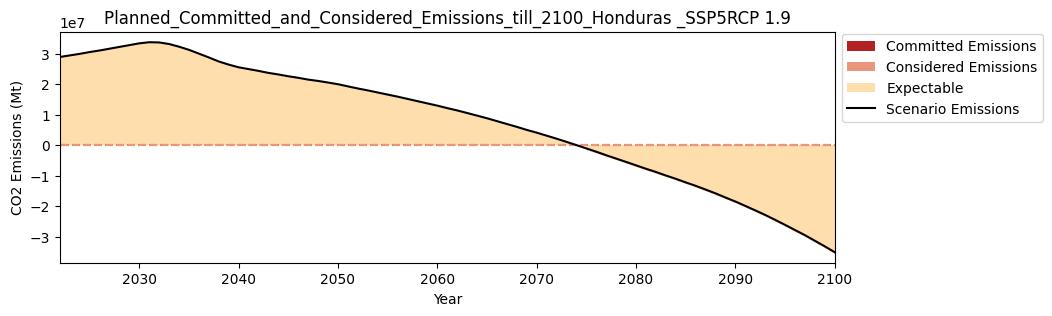 Planned_Committed_and_Considered_Emissions_till_2100_Honduras _SSP5RCP 1.9
1e7
3
2
1
0
−1
−2
−3
CO2 Emissions (Mt)
2030 2040 2050 2060 2070 2080 2090 2100
Year
Committed Emissions
Considered Emissions
Expectable
Scenario Emissions